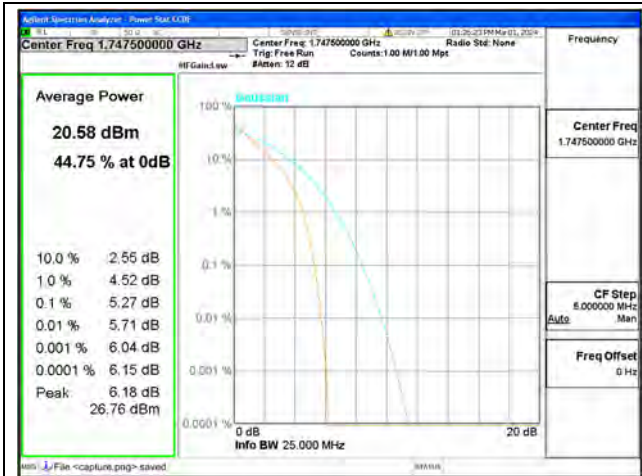 Agilent Spectrum Analyzer - Power Stat CCDF
Center Freq 1.747500000 GHz
Center Freq: 1.747500000 GHz
Trig: Free Run
Counts:1.00 M/1.00 Mpt
#IFGain:Low
#Atten: 12 dB
01:26:23 PM Mar 01, 2024
Radio Std: None
Frequency
Average Power
20.58 dBm
44.75 % at 0dB
10.0 % 2.55 dB
1.0 % 4.52 dB
0.1 % 5.27 dB
0.01 % 5.71 dB
0.001 % 6.04 dB
0.0001 % 6.15 dB
Peak 6.18 dB
26.76 dBm
Gaussian
100 %
10 %
1 %
0.1 %
0.01 %
0.001 %
0.0001 %
0 dB
20 dB
Info BW 25.000 MHz
Center Freq
1.747500000 GHz
CF Step
5.000000 MHz
Auto Man
Freq Offset
0 Hz
MSG
File <capture.png> saved
STATUS